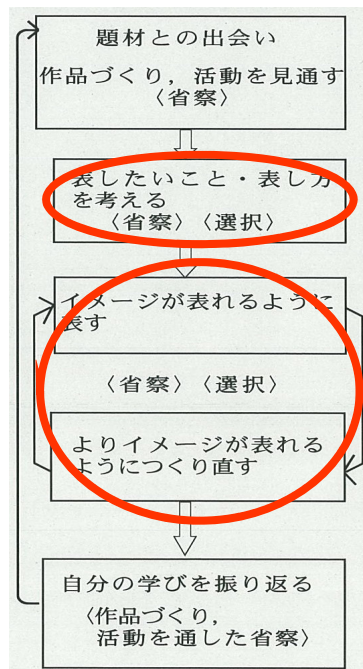 題材との出会い
作品づくり，活動を見通す
〈省察〉
表したいこと・表し方
を考える
〈省察〉〈選択〉
イメージが表れるように
表す
〈省察〉〈選択〉
よりイメージが表れる
ようにつくり直す
自分の学びを振り返る
〈作品づくり，
活動を通した省察〉